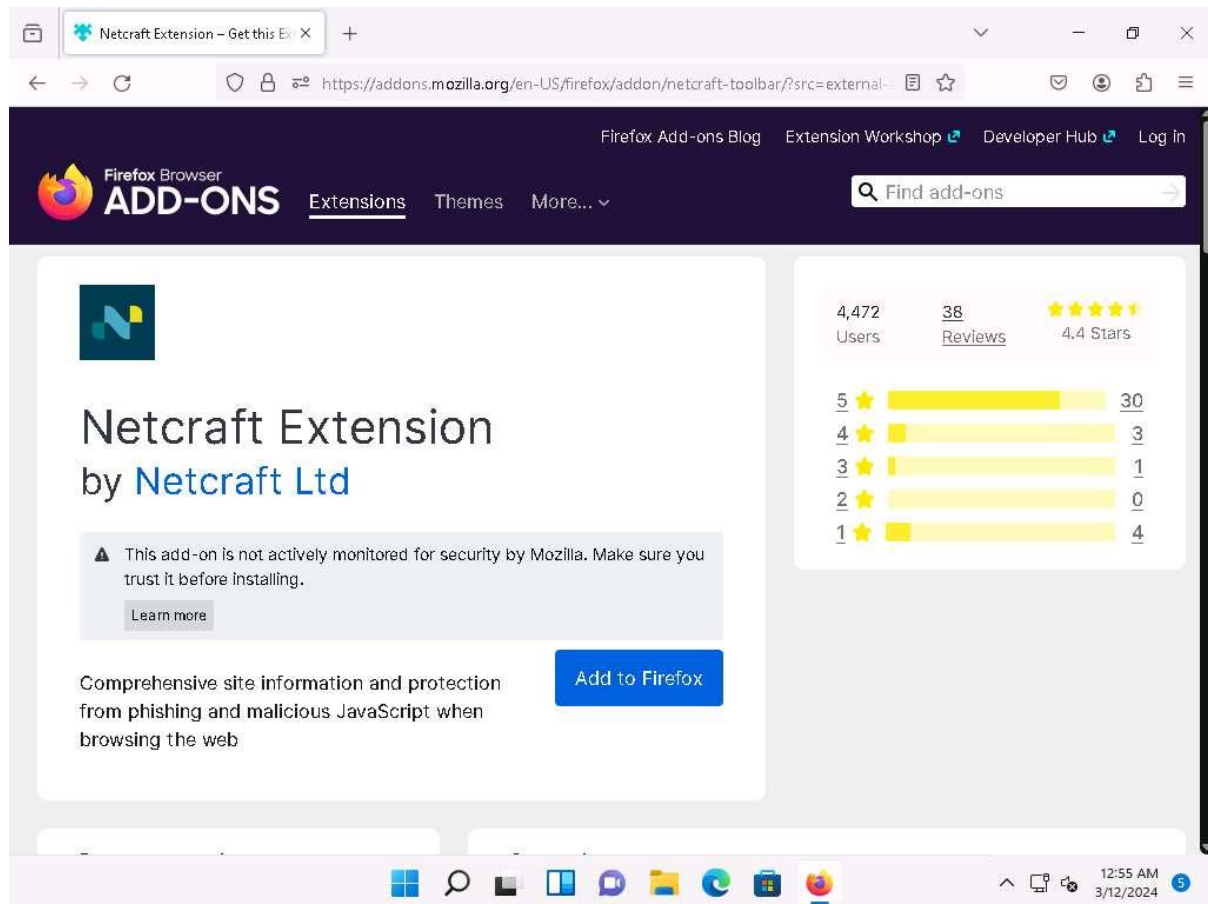 Netcraft Extension – Get this Ex
https://addons.mozilla.org/en-US/firefox/addon/netcraft-toolbar/?src=external-
Firefox Add-ons Blog Extension Workshop Developer Hub Log in
Firefox Browser
ADD-ONS Extensions Themes More...
Find add-ons
4,472 38
Users Reviews 4.4 Stars
5 30
4 3
3 1
2 0
1 4
Netcraft Extension
by Netcraft Ltd
This add-on is not actively monitored for security by Mozilla. Make sure you
trust it before installing.
Learn more
Comprehensive site information and protection
from phishing and malicious JavaScript when
browsing the web
Add to Firefox
12:55 AM
3/12/2024
5